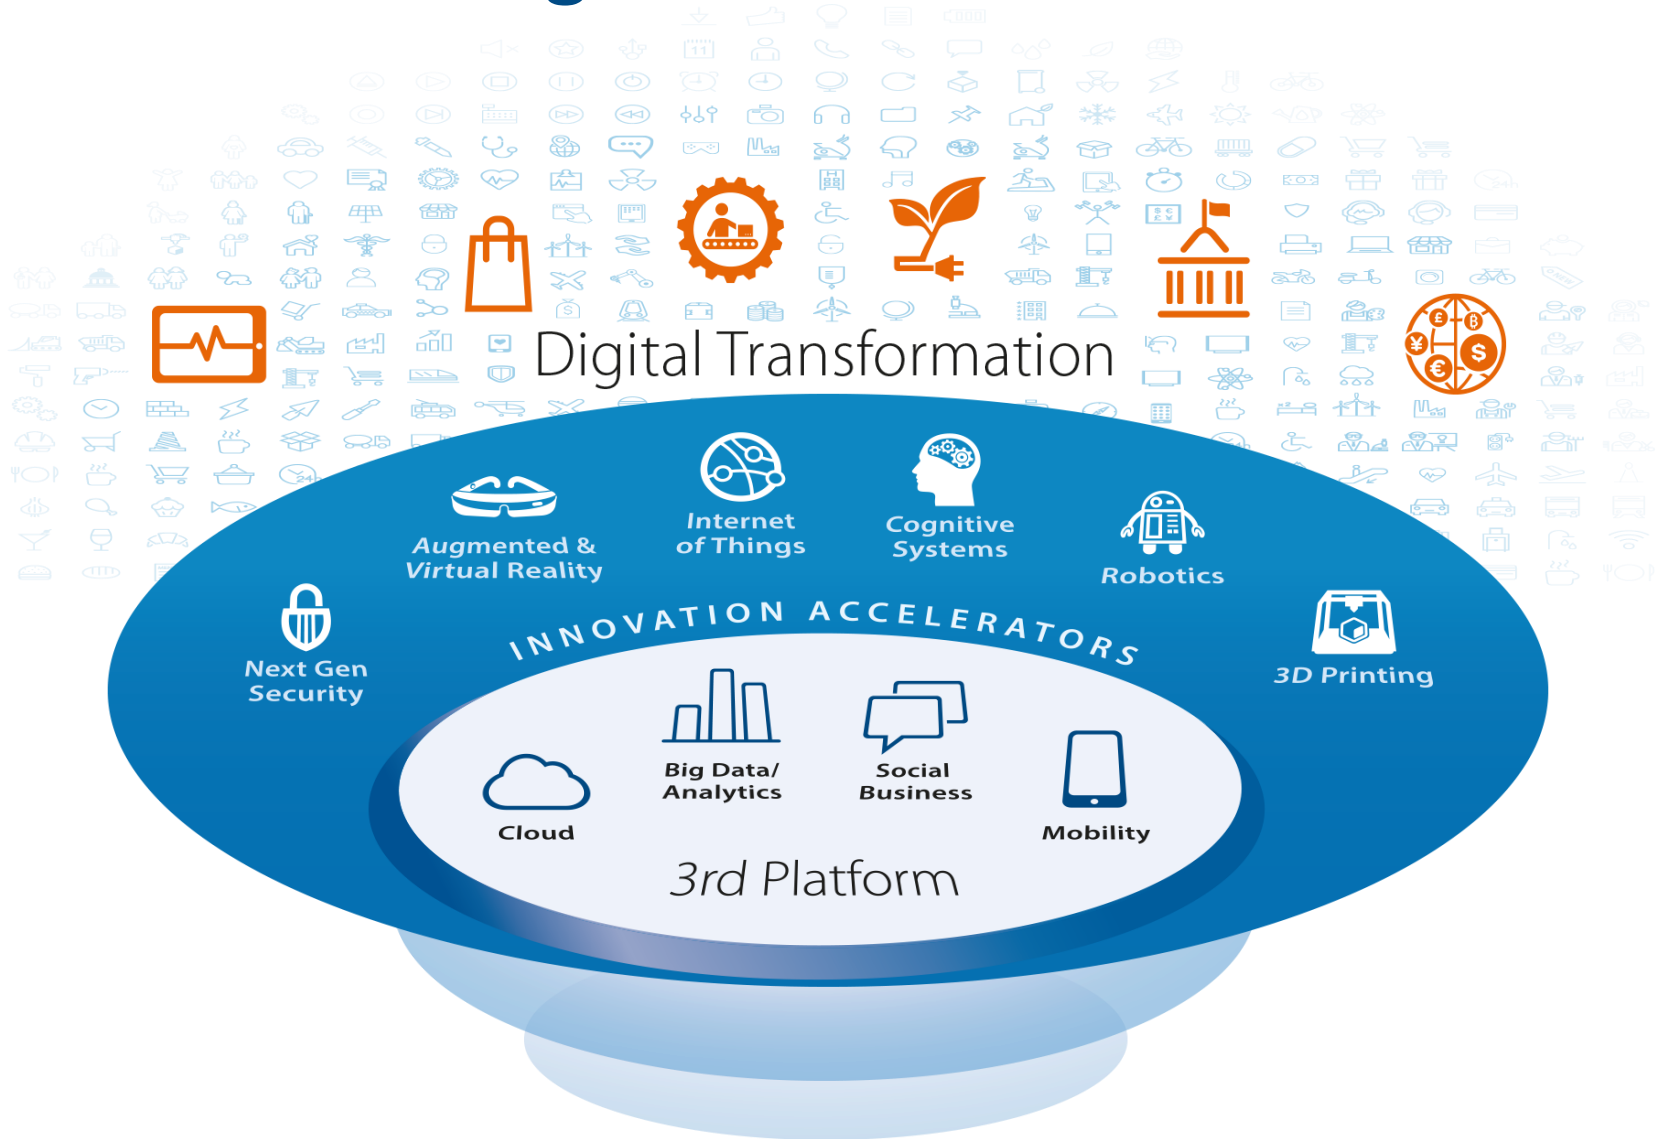 Digital Transformation
Internet
of Things
Cognitive
Systems
Augmented &
Virtual Reality
Robotics
INNOVATION ACCELERATORS
Next Gen
Security
3D Printing
Big Data/
Analytics
Social
Business
Cloud
Mobility
3rd Platform